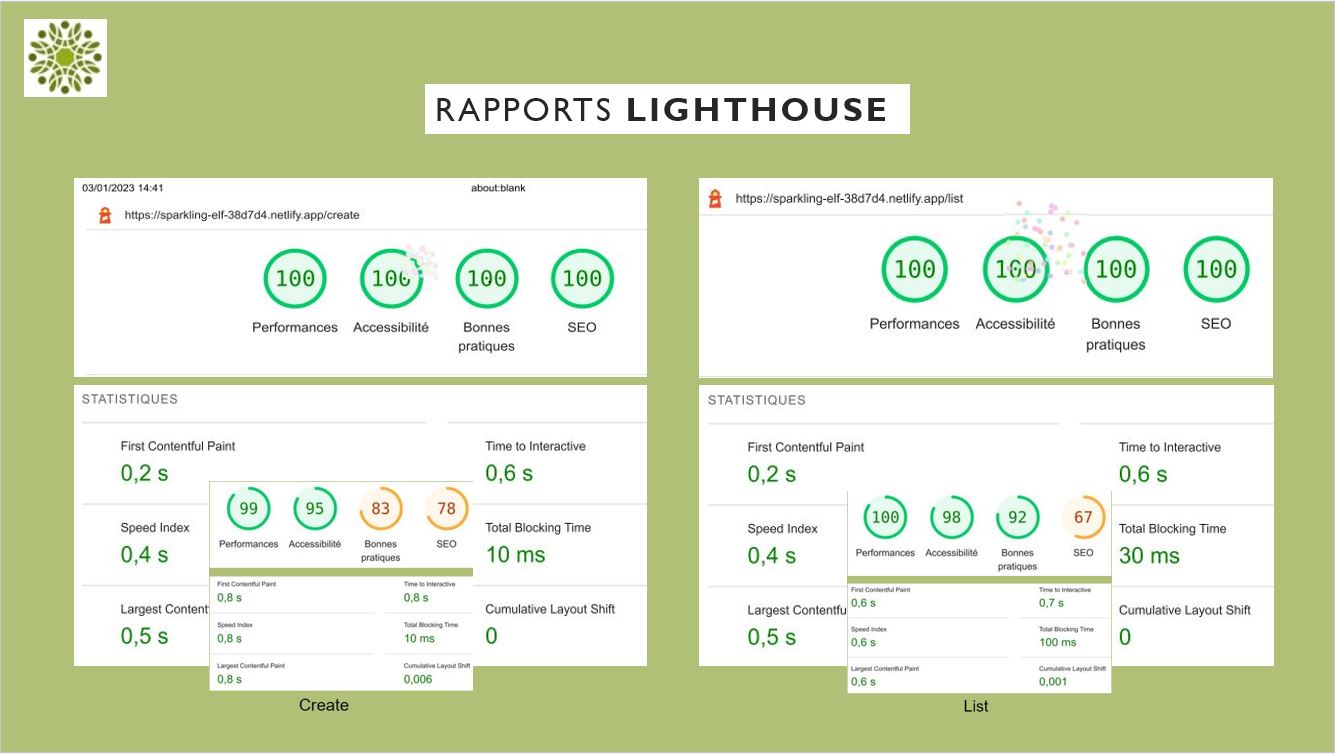 RAPPORTS LIGHTHOUSE
03/01/2023 14:41
about:blank
https://sparkling-elf-38d7d4.netlify.app/create
100
100
100
100
Performances
Accessibilité
Bonnes
pratiques
SEO
STATISTIQUES
First Contentful Paint
0,2 s
Time to Interactive
0,6 s
Speed Index
0,4 s
Total Blocking Time
10 ms
Largest Content
0,5 s
Cumulative Layout Shift
0
99
95
83
78
Performances
Accessibilité
Bonnes
pratiques
SEO
First Contentful Paint
0,8 s
Time to Interactive
0,8 s
Speed Index
0,8 s
Total Blocking Time
10 ms
Largest Contentful Paint
0,8 s
Cumulative Layout Shift
0,006
Create
https://sparkling-elf-38d7d4.netlify.app/list
100
100
100
100
Performances
Accessibilité
Bonnes
pratiques
SEO
STATISTIQUES
First Contentful Paint
0,2 s
Time to Interactive
0,6 s
Speed Index
0,4 s
Total Blocking Time
30 ms
Largest Contentfu
0,5 s
Cumulative Layout Shift
0
100
98
92
67
Performances
Accessibilité
Bonnes
pratiques
SEO
First Contentful Paint
0,6 s
Time to Interactive
0,7 s
Speed Index
0,6 s
Total Blocking Time
100 ms
Largest Contentful Paint
0,6 s
Cumulative Layout Shift
0,001
List